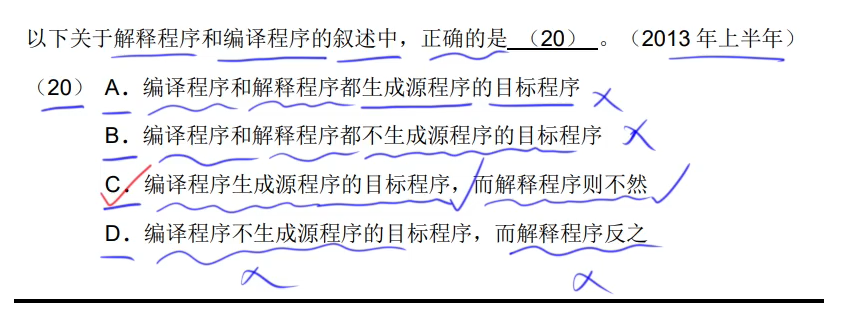 以下关于解释程序和编译程序的叙述中，正确的是 （20） 。（2013 年上半年）
（20） A．编译程序和解释程序都生成源程序的目标程序
B．编译程序和解释程序都不生成源程序的目标程序
C．编译程序生成源程序的目标程序，而解释程序则不然
D．编译程序不生成源程序的目标程序，而解释程序反之